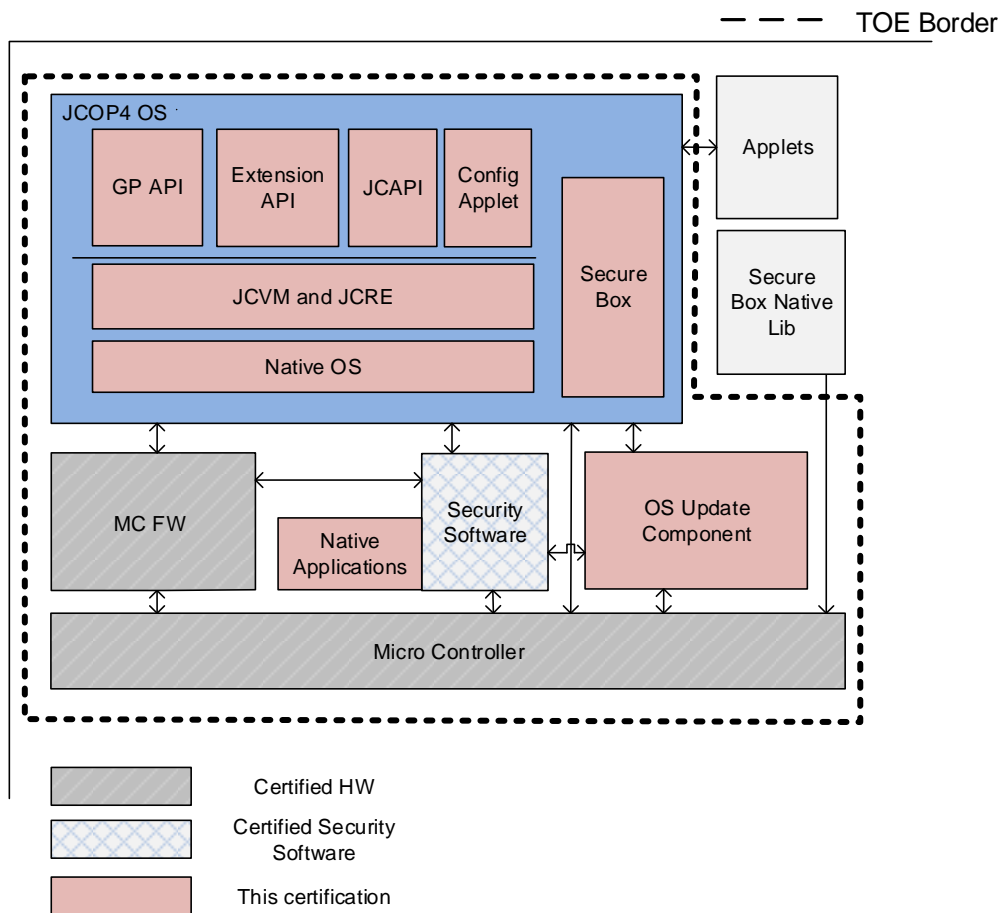 TOE Border
JCOP4 OS
GP API
Extension
API
JCAPI
Config
Applet
Secure
Box
JCVM and JCRE
Native OS
Applets
Secure
Box Native
Lib
MC FW
Native
Applications
Security
Software
OS Update
Component
Micro Controller
Certified HW
Certified Security
Software
This certification